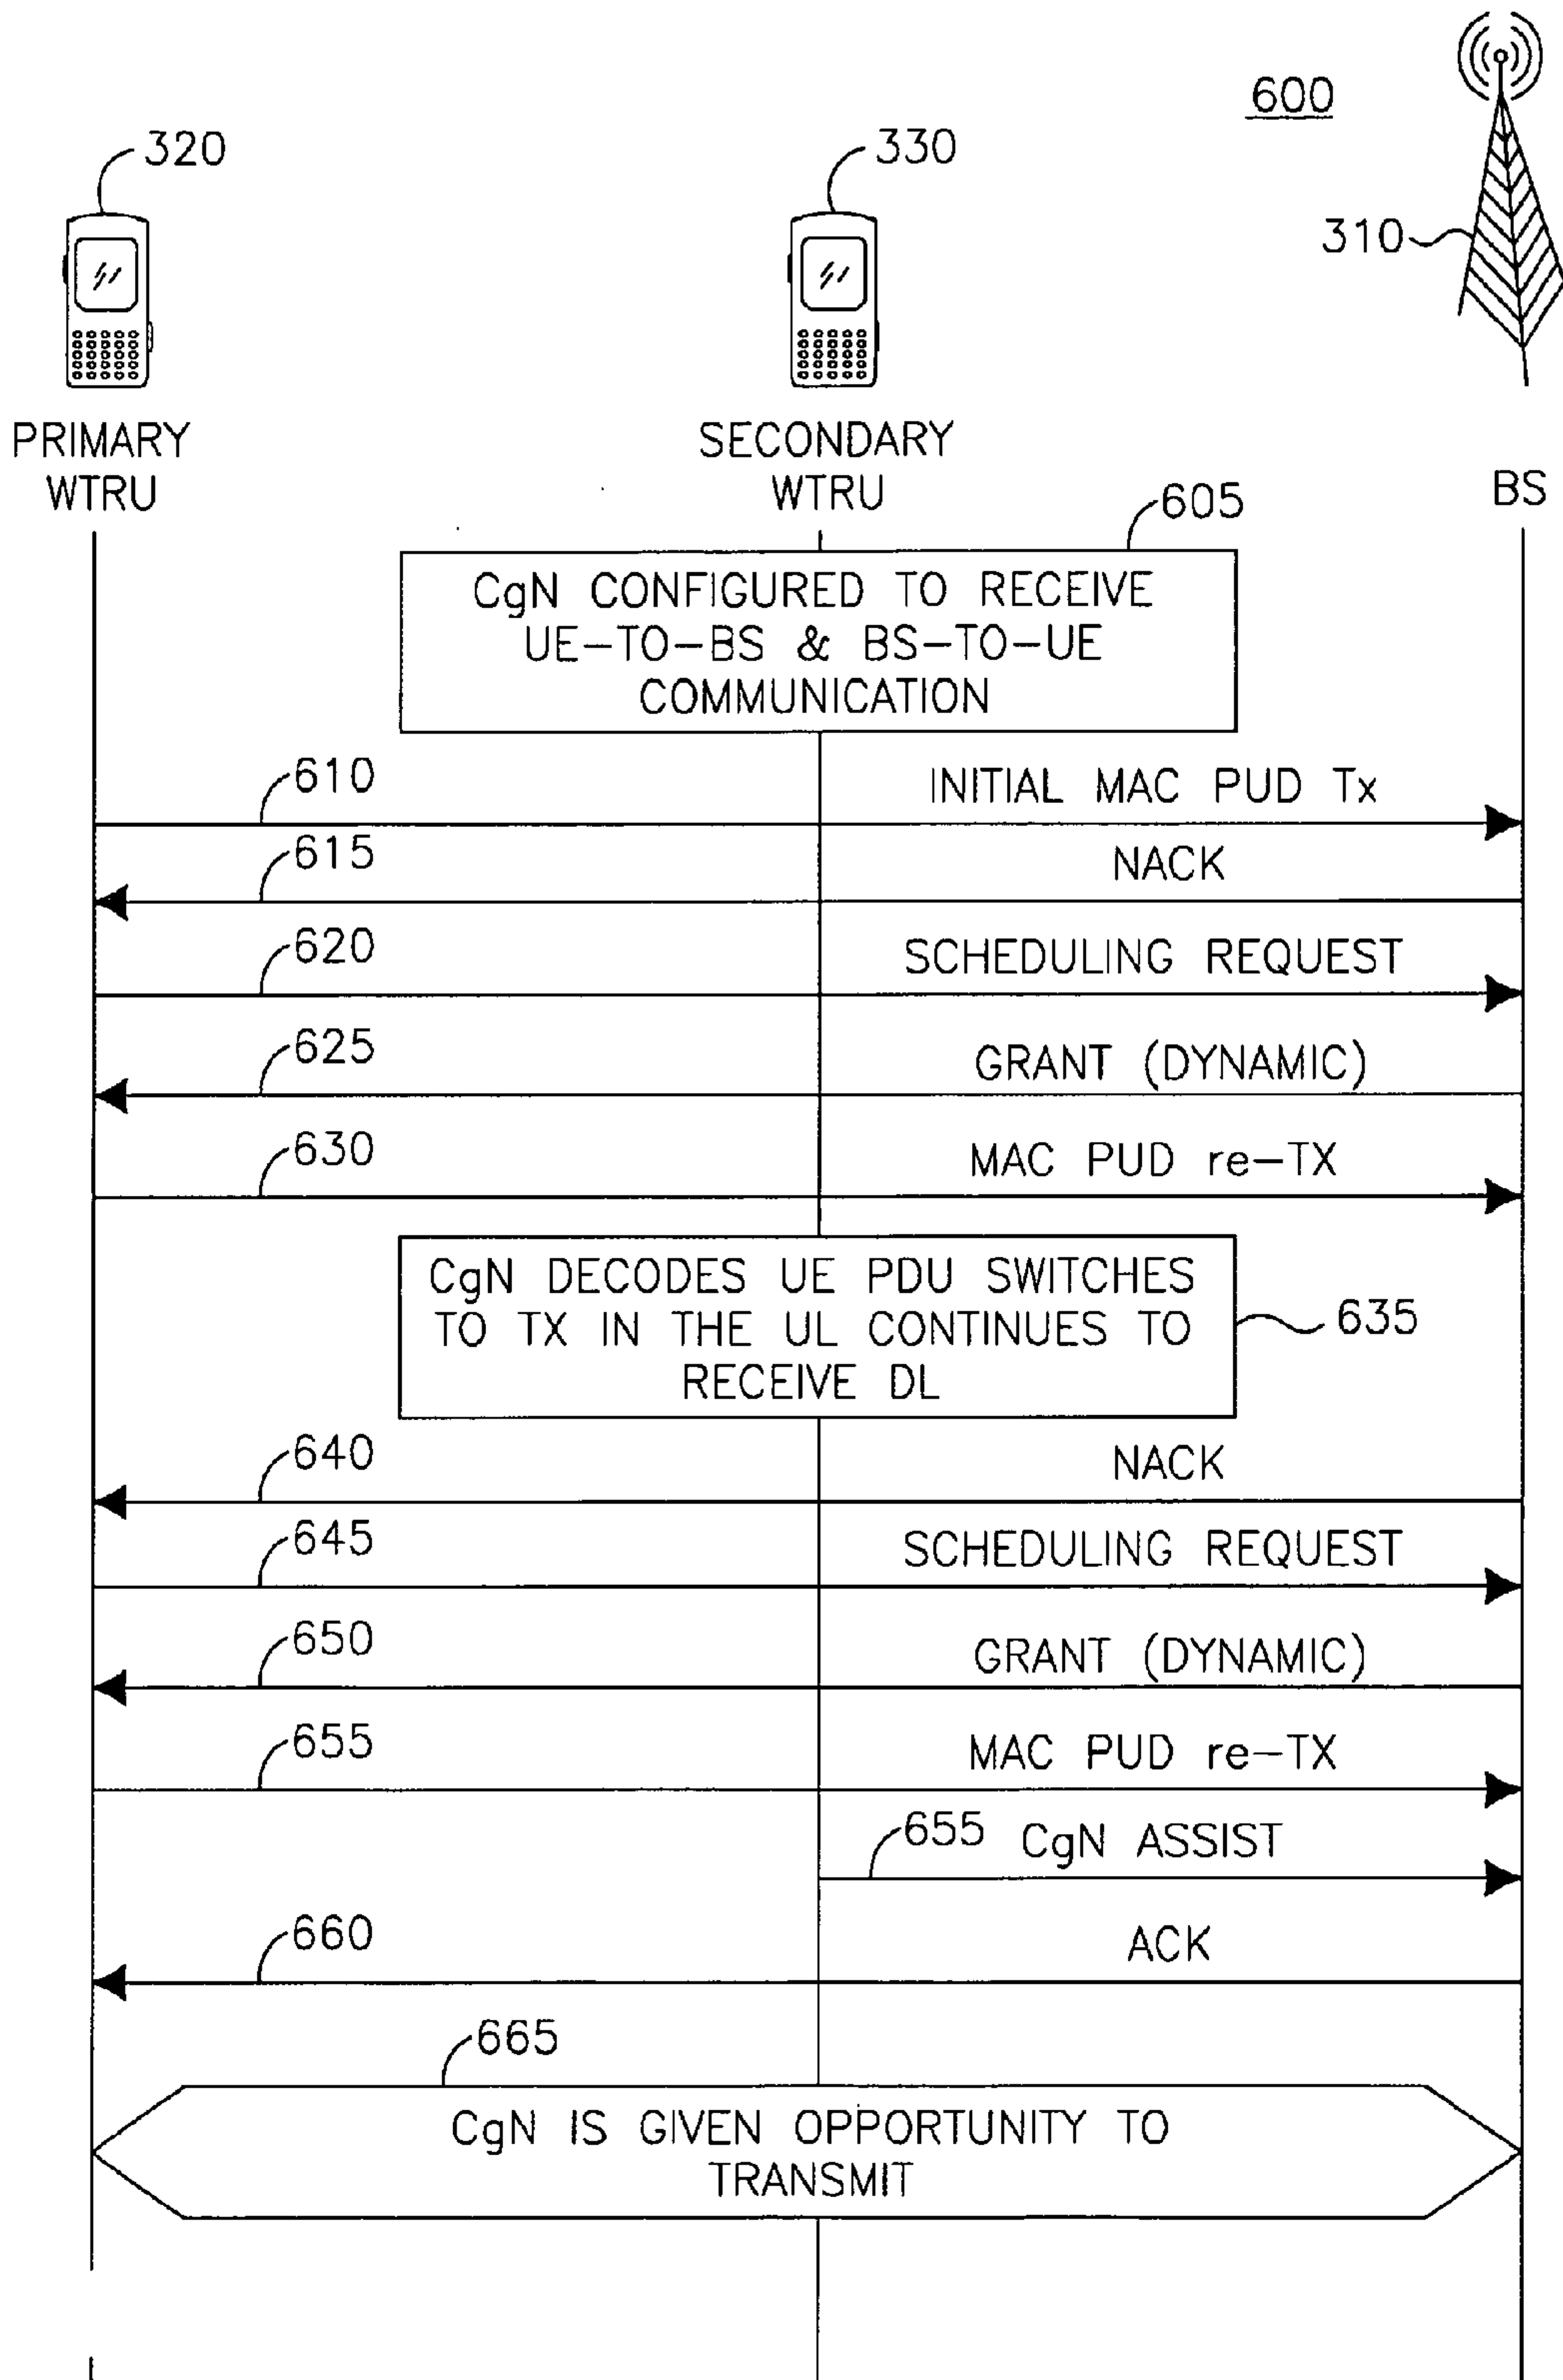 600
320
330
310
PRIMARY
WTRU
SECONDARY
WTRU
BS
605
CgN CONFIGURED TO RECEIVE
UE-TO-BS & BS-TO-UE
COMMUNICATION
610
INITIAL MAC PUD Tx
615
NACK
620
SCHEDULING REQUEST
625
GRANT (DYNAMIC)
630
MAC PUD re-TX
CgN DECODES UE PDU SWITCHES
TO TX IN THE UL CONTINUES TO
RECEIVE DL
635
640
NACK
645
SCHEDULING REQUEST
650
GRANT (DYNAMIC)
655
MAC PUD re-TX
655
CgN ASSIST
660
ACK
665
CgN IS GIVEN OPPORTUNITY TO
TRANSMIT